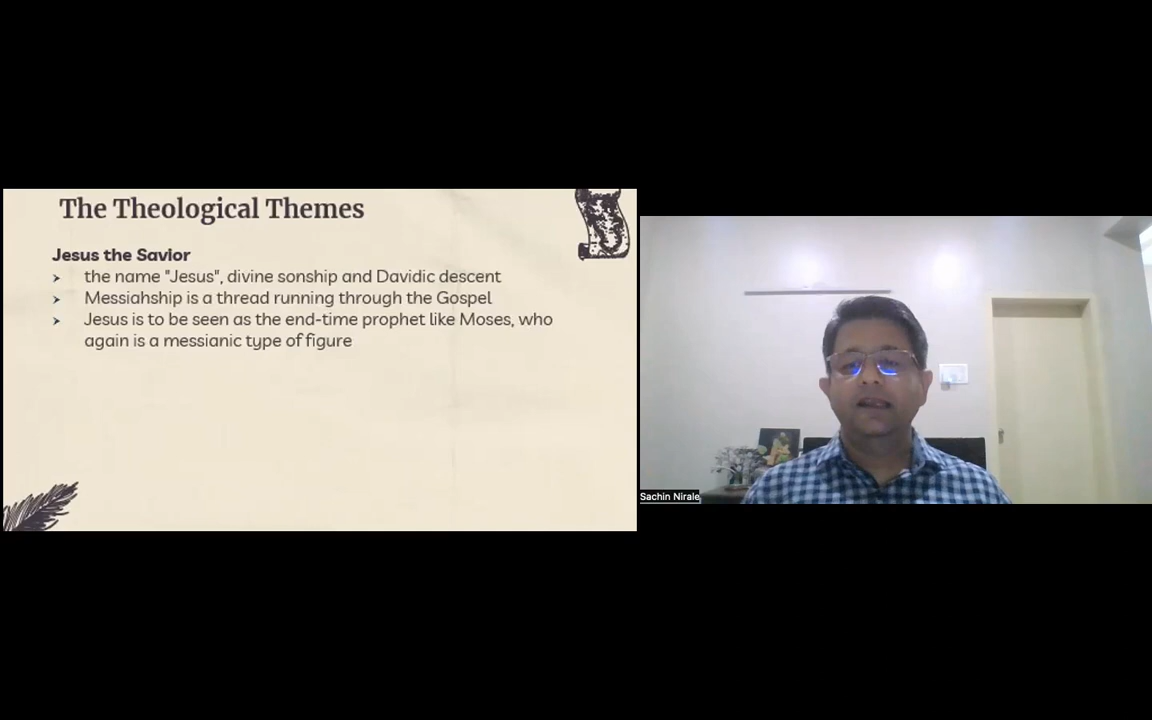 The Theological Themes
Jesus the Savior
the name "Jesus", divine sonship and Davidic descent
Messiahship is a thread running through the Gospel
Jesus is to be seen as the end-time prophet like Moses, who
again is a messianic type of figure
Sachin Nirale